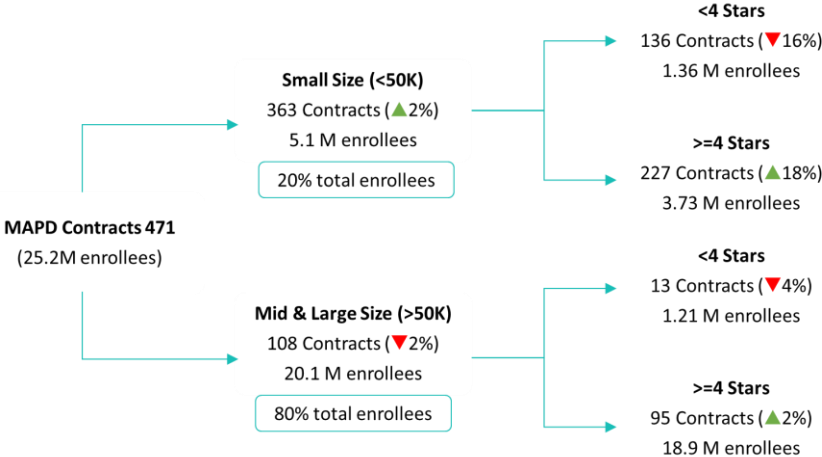 MAPD Contracts 471
(25.2M enrollees)
Small Size (<50K)
363 Contracts (▲2%)
5.1 M enrollees
20% total enrollees
<4 Stars
136 Contracts (▼16%)
1.36 M enrollees
>=4 Stars
227 Contracts (▲18%)
3.73 M enrollees
Mid & Large Size (>50K)
108 Contracts (▼2%)
20.1 M enrollees
80% total enrollees
<4 Stars
13 Contracts (▼4%)
1.21 M enrollees
>=4 Stars
95 Contracts (▲2%)
18.9 M enrollees